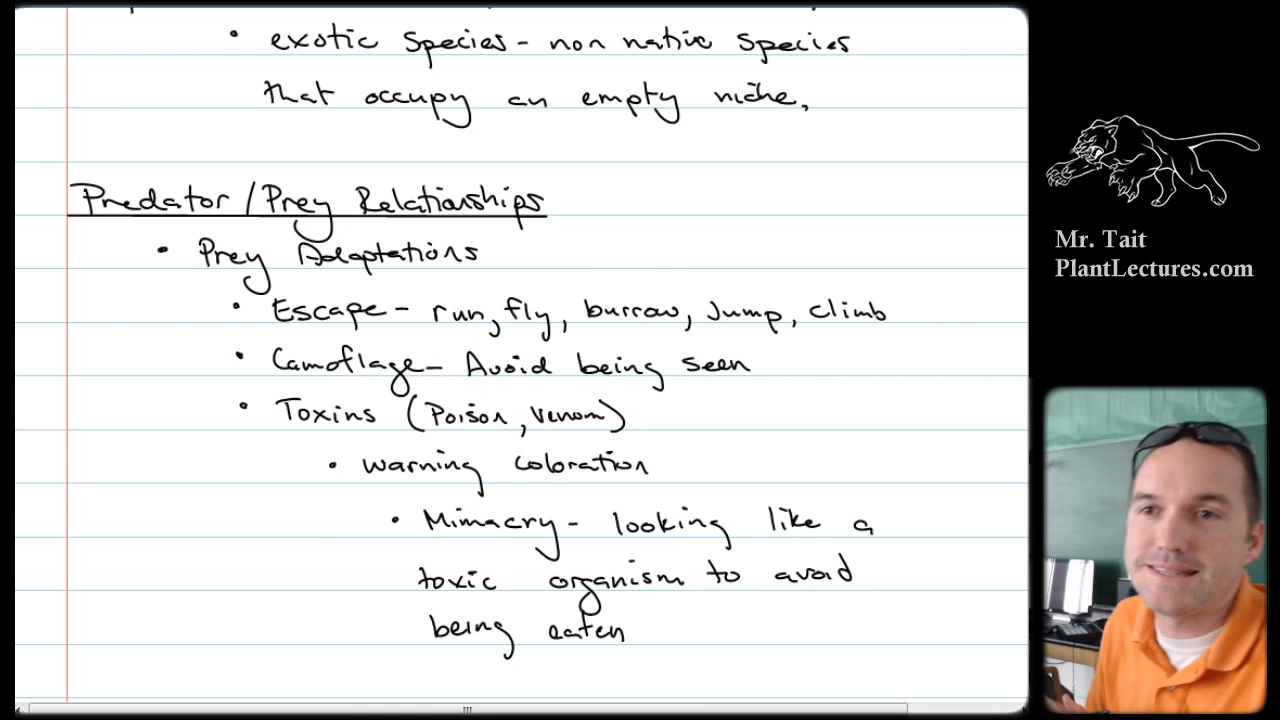 • exotic species - non native species
that occupy an empty niche,
Predator / Prey Relationships
• Prey Adaptations
• Escape - run, fly, burrow, Jump, climb
• Camoflage - Avoid being seen
• Toxins (Poison, venom)
• warning coloration
• Mimacry - looking like a
toxic organism to avoid
being eaten
Mr. Tait
PlantLectures.com